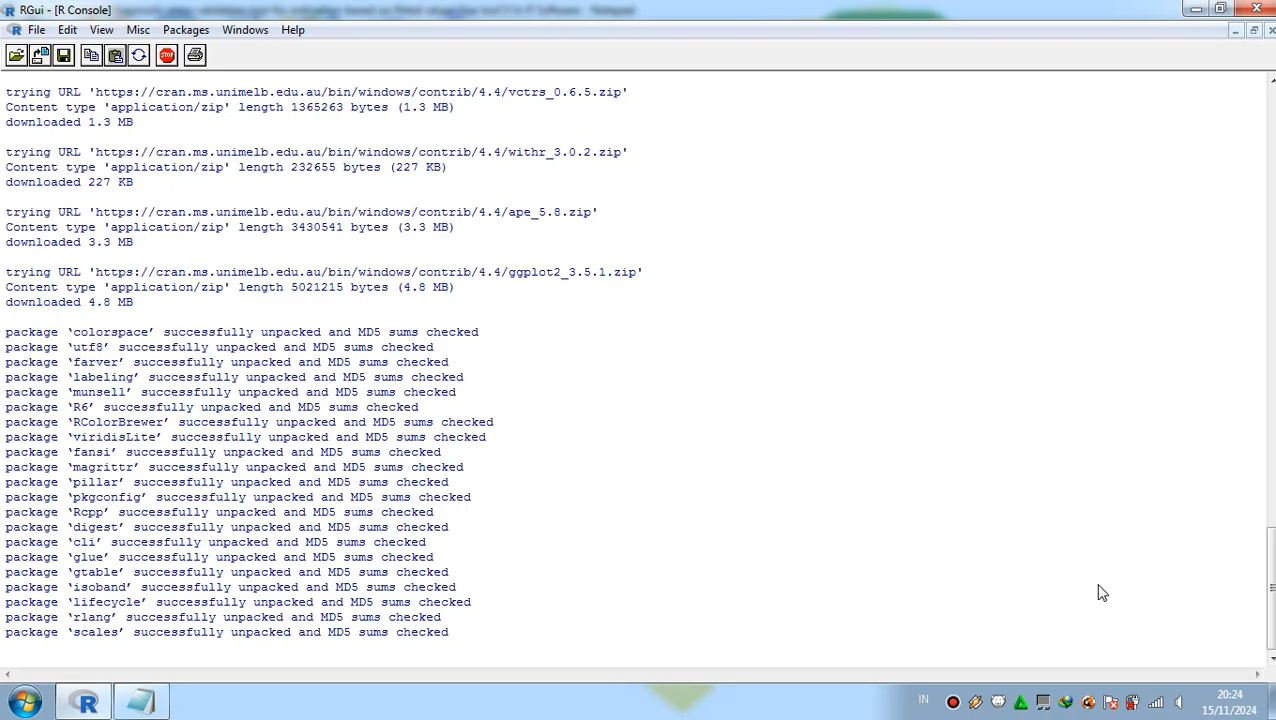 RGui - [R Console]
File Edit View Misc Packages Windows Help
STOP
trying URL 'https://cran.ms.unimelb.edu.au/bin/windows/contrib/4.4/vctrs_0.6.5.zip'
Content type 'application/zip' length 1365263 bytes (1.3 MB)
downloaded 1.3 MB
trying URL 'https://cran.ms.unimelb.edu.au/bin/windows/contrib/4.4/withr_3.0.2.zip'
Content type 'application/zip' length 232655 bytes (227 KB)
downloaded 227 KB
trying URL 'https://cran.ms.unimelb.edu.au/bin/windows/contrib/4.4/ape_5.8.zip'
Content type 'application/zip' length 3430541 bytes (3.3 MB)
downloaded 3.3 MB
trying URL 'https://cran.ms.unimelb.edu.au/bin/windows/contrib/4.4/ggplot2_3.5.1.zip'
Content type 'application/zip' length 5021215 bytes (4.8 MB)
downloaded 4.8 MB
package ‘colorspace’ successfully unpacked and MD5 sums checked
package ‘utf8’ successfully unpacked and MD5 sums checked
package ‘farver’ successfully unpacked and MD5 sums checked
package ‘labeling’ successfully unpacked and MD5 sums checked
package ‘munsell’ successfully unpacked and MD5 sums checked
package ‘R6’ successfully unpacked and MD5 sums checked
package ‘RColorBrewer’ successfully unpacked and MD5 sums checked
package ‘viridisLite’ successfully unpacked and MD5 sums checked
package ‘fansi’ successfully unpacked and MD5 sums checked
package ‘magrittr’ successfully unpacked and MD5 sums checked
package ‘pillar’ successfully unpacked and MD5 sums checked
package ‘pkgconfig’ successfully unpacked and MD5 sums checked
package ‘Rcpp’ successfully unpacked and MD5 sums checked
package ‘digest’ successfully unpacked and MD5 sums checked
package ‘cli’ successfully unpacked and MD5 sums checked
package ‘glue’ successfully unpacked and MD5 sums checked
package ‘gtable’ successfully unpacked and MD5 sums checked
package ‘isoband’ successfully unpacked and MD5 sums checked
package ‘lifecycle’ successfully unpacked and MD5 sums checked
package ‘rlang’ successfully unpacked and MD5 sums checked
package ‘scales’ successfully unpacked and MD5 sums checked
IN
20:24
15/11/2024